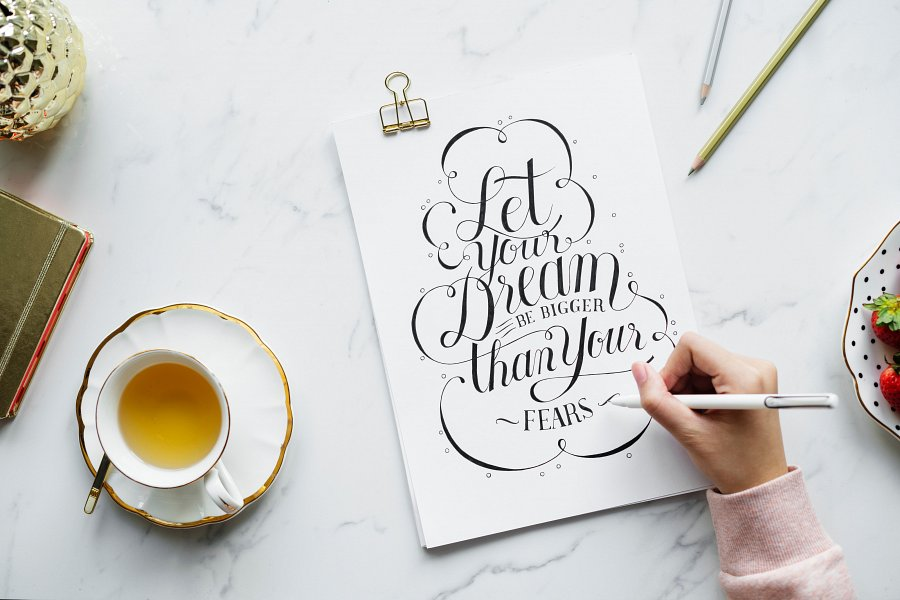 Let
Your
Dream
BE BIGGER
than Your
~FEARS~